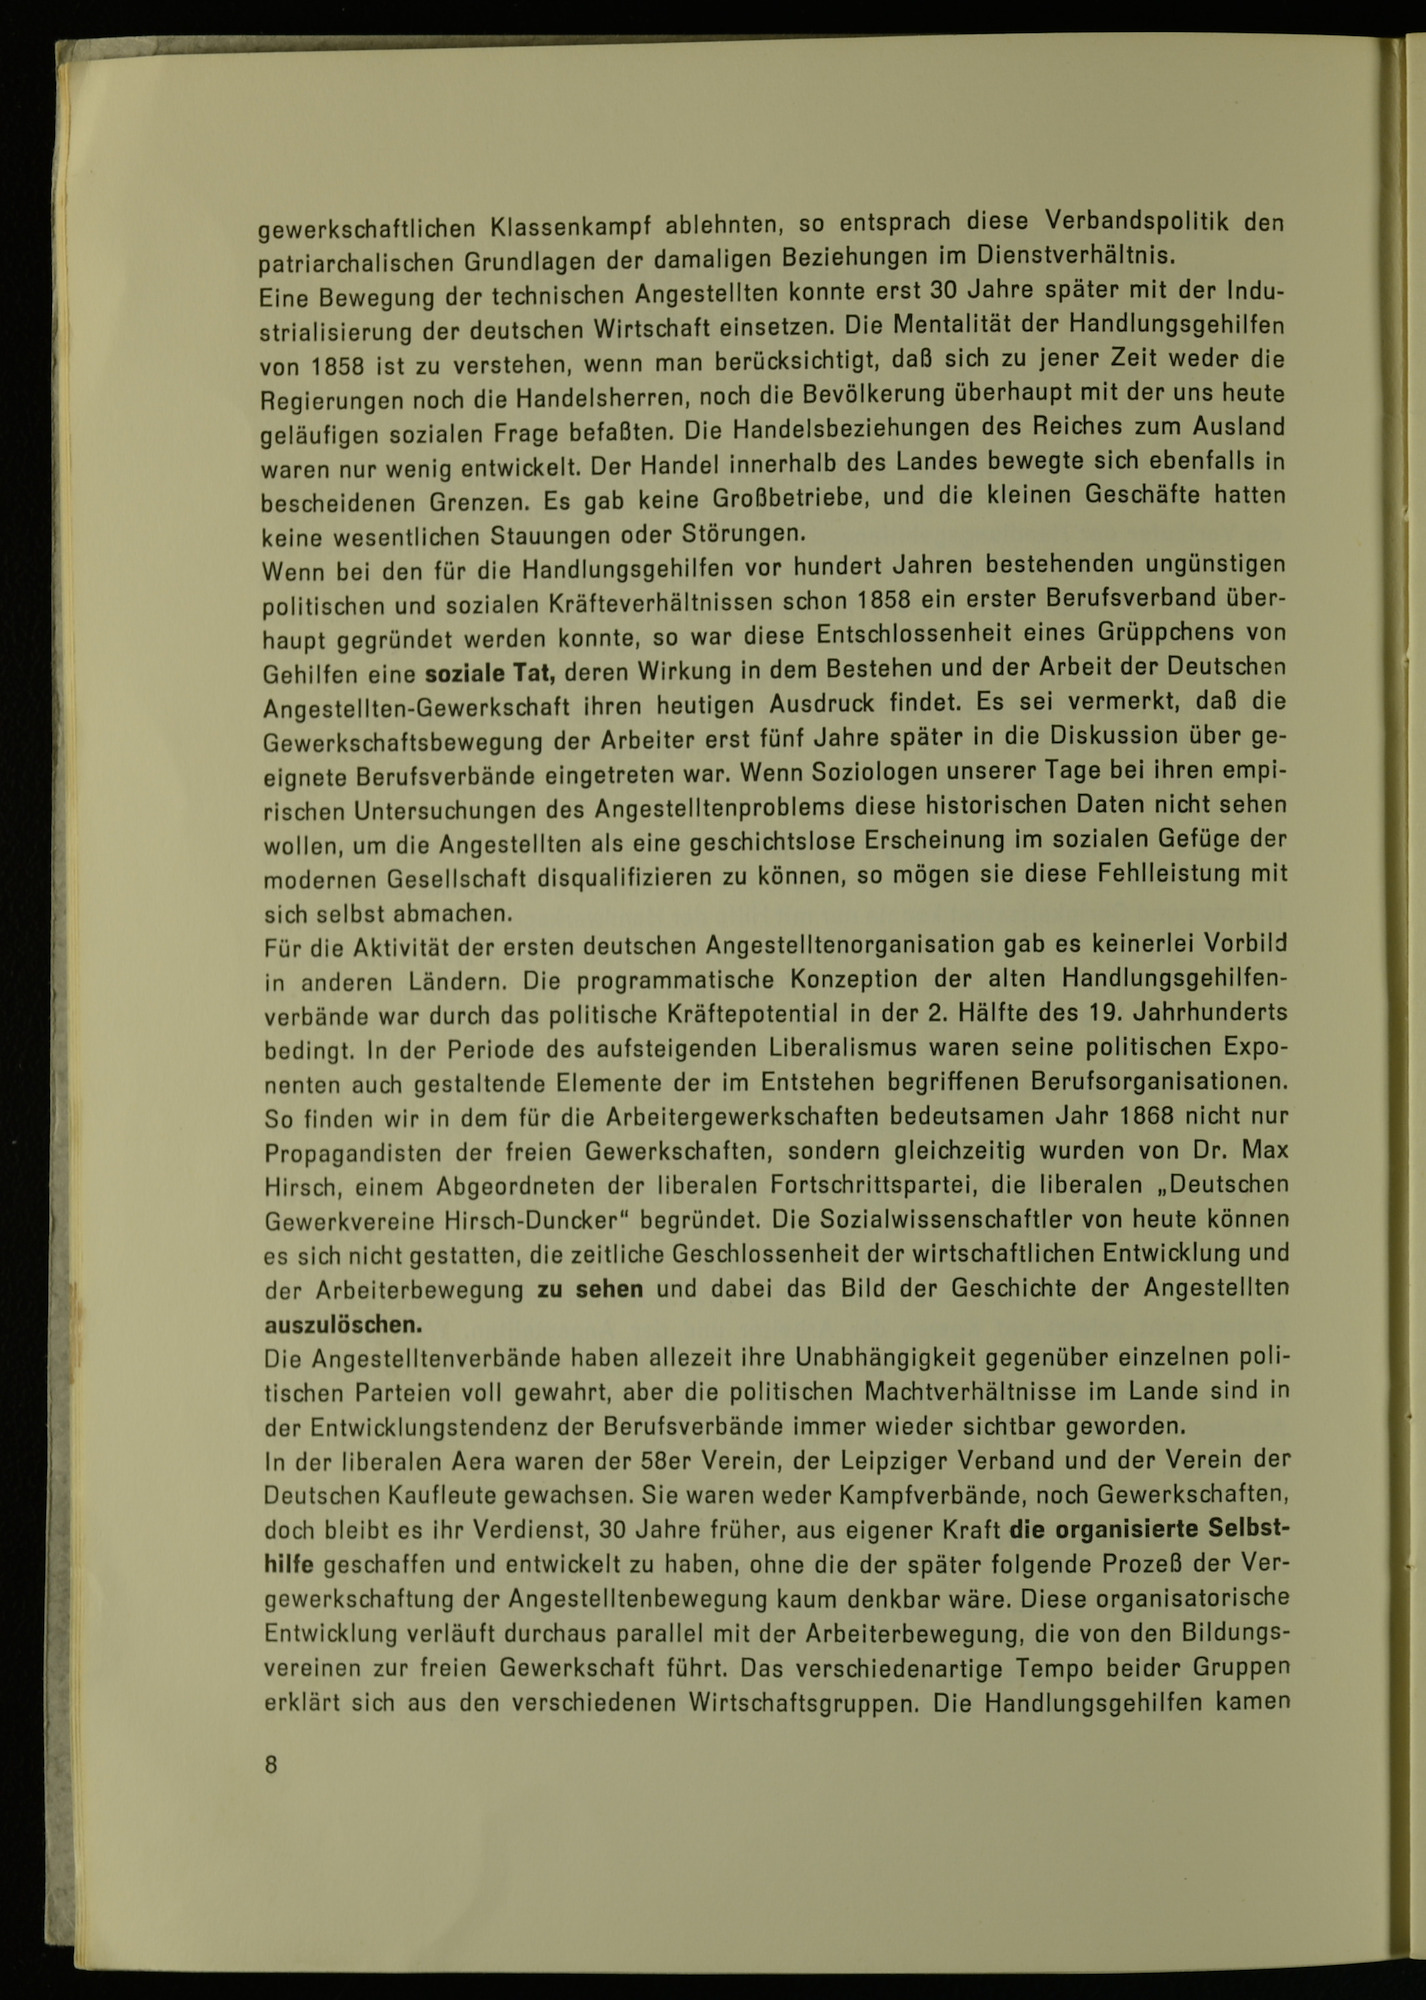 gewerkschaftlichen Klassenkampf ablehnten, so entsprach diese Verbandspolitik den
patriarchalischen Grundlagen der damaligen Beziehungen im Dienstverhältnis.
Eine Bewegung der technischen Angestellten konnte erst 30 Jahre später mit der Indu-
strialisierung der deutschen Wirtschaft einsetzen. Die Mentalität der Handlungsgehilfen
von 1858 ist zu verstehen, wenn man berücksichtigt, daß sich zu jener Zeit weder die
Regierungen noch die Handelsherren, noch die Bevölkerung überhaupt mit der uns heute
geläufigen sozialen Frage befaßten. Die Handelsbeziehungen des Reiches zum Ausland
waren nur wenig entwickelt. Der Handel innerhalb des Landes bewegte sich ebenfalls in
bescheidenen Grenzen. Es gab keine Großbetriebe, und die kleinen Geschäfte hatten
keine wesentlichen Stauungen oder Störungen.
Wenn bei den für die Handlungsgehilfen vor hundert Jahren bestehenden ungünstigen
politischen und sozialen Kräfteverhältnissen schon 1858 ein erster Berufsverband über-
haupt gegründet werden konnte, so war diese Entschlossenheit eines Grüppchens von
Gehilfen eine soziale Tat, deren Wirkung in dem Bestehen und der Arbeit der Deutschen
Angestellten-Gewerkschaft ihren heutigen Ausdruck findet. Es sei vermerkt, daß die
Gewerkschaftsbewegung der Arbeiter erst fünf Jahre später in die Diskussion über ge-
eignete Berufsverbände eingetreten war. Wenn Soziologen unserer Tage bei ihren empi-
rischen Untersuchungen des Angestelltenproblems diese historischen Daten nicht sehen
wollen, um die Angestellten als eine geschichtslose Erscheinung im sozialen Gefüge der
modernen Gesellschaft disqualifizieren zu können, so mögen sie diese Fehlleistung mit
sich selbst abmachen.
Für die Aktivität der ersten deutschen Angestelltenorganisation gab es keinerlei Vorbild
in anderen Ländern. Die programmatische Konzeption der alten Handlungsgehilfen-
verbände war durch das politische Kräftepotential in der 2. Hälfte des 19. Jahrhunderts
bedingt. In der Periode des aufsteigenden Liberalismus waren seine politischen Expo-
nenten auch gestaltende Elemente der im Entstehen begriffenen Berufsorganisationen.
So finden wir in dem für die Arbeitergewerkschaften bedeutsamen Jahr 1868 nicht nur
Propagandisten der freien Gewerkschaften, sondern gleichzeitig wurden von Dr. Max
Hirsch, einem Abgeordneten der liberalen Fortschrittspartei, die liberalen „Deutschen
Gewerkvereine Hirsch-Duncker“ begründet. Die Sozialwissenschaftler von heute können
es sich nicht gestatten, die zeitliche Geschlossenheit der wirtschaftlichen Entwicklung und
der Arbeiterbewegung zu sehen und dabei das Bild der Geschichte der Angestellten
auszulöschen.
Die Angestelltenverbände haben allezeit ihre Unabhängigkeit gegenüber einzelnen poli-
tischen Parteien voll gewahrt, aber die politischen Machtverhältnisse im Lande sind in
der Entwicklungstendenz der Berufsverbände immer wieder sichtbar geworden.
In der liberalen Aera waren der 58er Verein, der Leipziger Verband und der Verein der
Deutschen Kaufleute gewachsen. Sie waren weder Kampfverbände, noch Gewerkschaften,
doch bleibt es ihr Verdienst, 30 Jahre früher, aus eigener Kraft die organisierte Selbst-
hilfe geschaffen und entwickelt zu haben, ohne die der später folgende Prozeß der Ver-
gewerkschaftung der Angestelltenbewegung kaum denkbar wäre. Diese organisatorische
Entwicklung verläuft durchaus parallel mit der Arbeiterbewegung, die von den Bildungs-
vereinen zur freien Gewerkschaft führt. Das verschiedenartige Tempo beider Gruppen
erklärt sich aus den verschiedenen Wirtschaftsgruppen. Die Handlungsgehilfen kamen
8